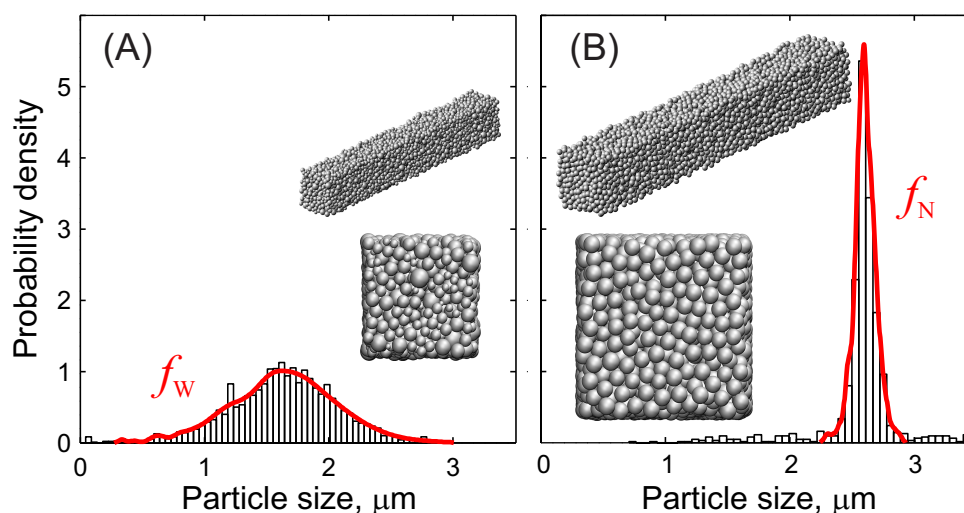 (A)
(B)
Probability density
5
4
3
2
1
0
f_W
f_N
0 1 2 3
0 1 2 3
Particle size, μm
Particle size, μm